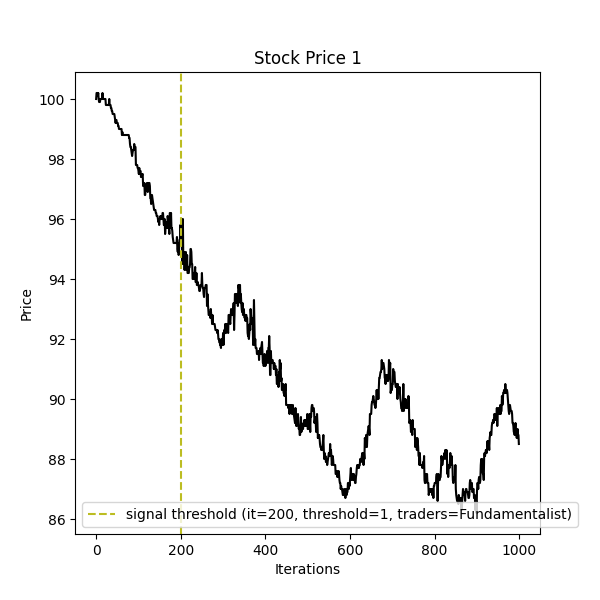 Stock Price 1
100
98
96
94
92
90
88
86
Price
signal threshold (it=200, threshold=1, traders=Fundamentalist)
0 200 400 600 800 1000
Iterations